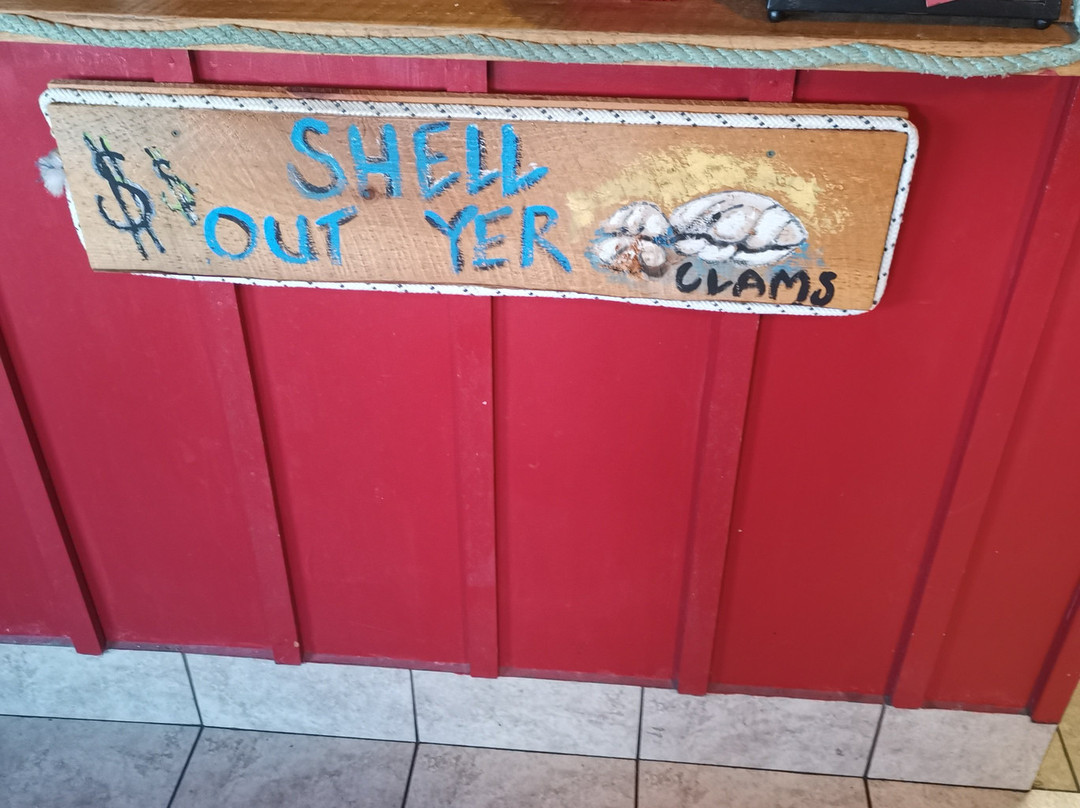 $$ SHELL
OUT YER
CLAMS